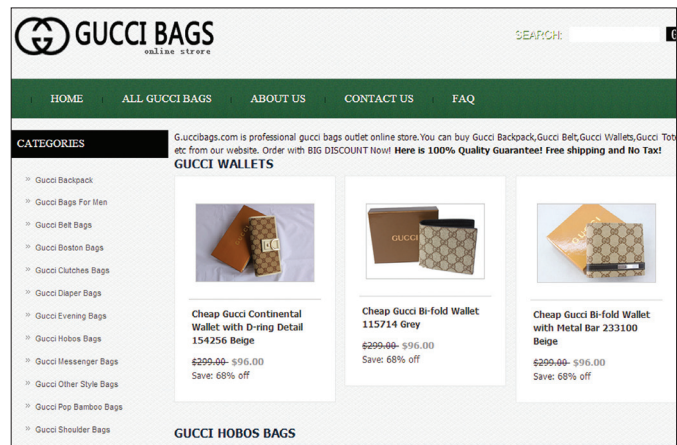 GUCCI BAGS
online strore
SEARCH:
HOME
ALL GUCCI BAGS
ABOUT US
CONTACT US
FAQ
CATEGORIES
Gucci Backpack
Gucci Bags For Men
Gucci Belt Bags
Gucci Boston Bags
Gucci Clutches Bags
Gucci Diaper Bags
Gucci Evening Bags
Gucci Hobos Bags
Gucci Messenger Bags
Gucci Other Style Bags
Gucci Pop Bamboo Bags
Gucci Shoulder Bags
G.uccibags.com is professional gucci bags outlet online store.You can buy Gucci Backpack,Gucci Belt,Gucci Wallets,Gucci Tot
etc from our website. Order with BIG DISCOUNT Now! Here is 100% Quality Guarantee! Free shipping and No Tax!
GUCCI WALLETS
GUCCI
Cheap Gucci Continental
Wallet with D-ring Detail
154256 Beige
$299.00 $96.00
Save: 68% off
Cheap Gucci Bi-fold Wallet
115714 Grey
$299.00 $96.00
Save: 68% off
Cheap Gucci Bi-fold Wallet
with Metal Bar 233100
Beige
$299.00 $96.00
Save: 68% off
GUCCI HOBOS BAGS